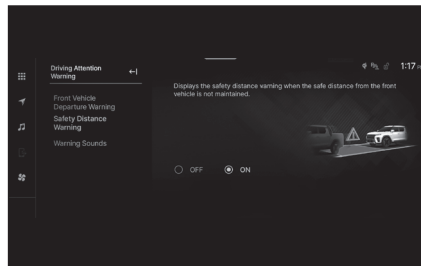 1:17
Driving Attention
Warning
Front Vehicle
Departure Warning
Safety Distance
Warning
Warning Sounds
Displays the safety distance varning when the safe distance from the front
vehicle is not maintained.
OFF
ON